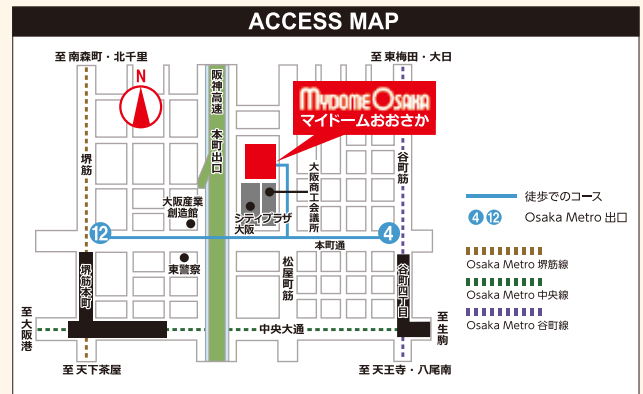 ACCESS MAP
至 南森町・北千里
至 東梅田・大日
N
阪神高速 本町出口
MYDOME OSAKA
マイドームおおさか
堺筋
谷町筋
大阪商工会議所
大阪産業
創造館
シティプラザ
大阪
徒歩でのコース
12
4
4 12 Osaka Metro 出口
本町通
東警察
松屋町筋
堺筋本町
谷町四丁目
Osaka Metro 堺筋線
Osaka Metro 中央線
Osaka Metro 谷町線
至大阪港
中央大通
至生駒
至 天下茶屋
至 天王寺・八尾南